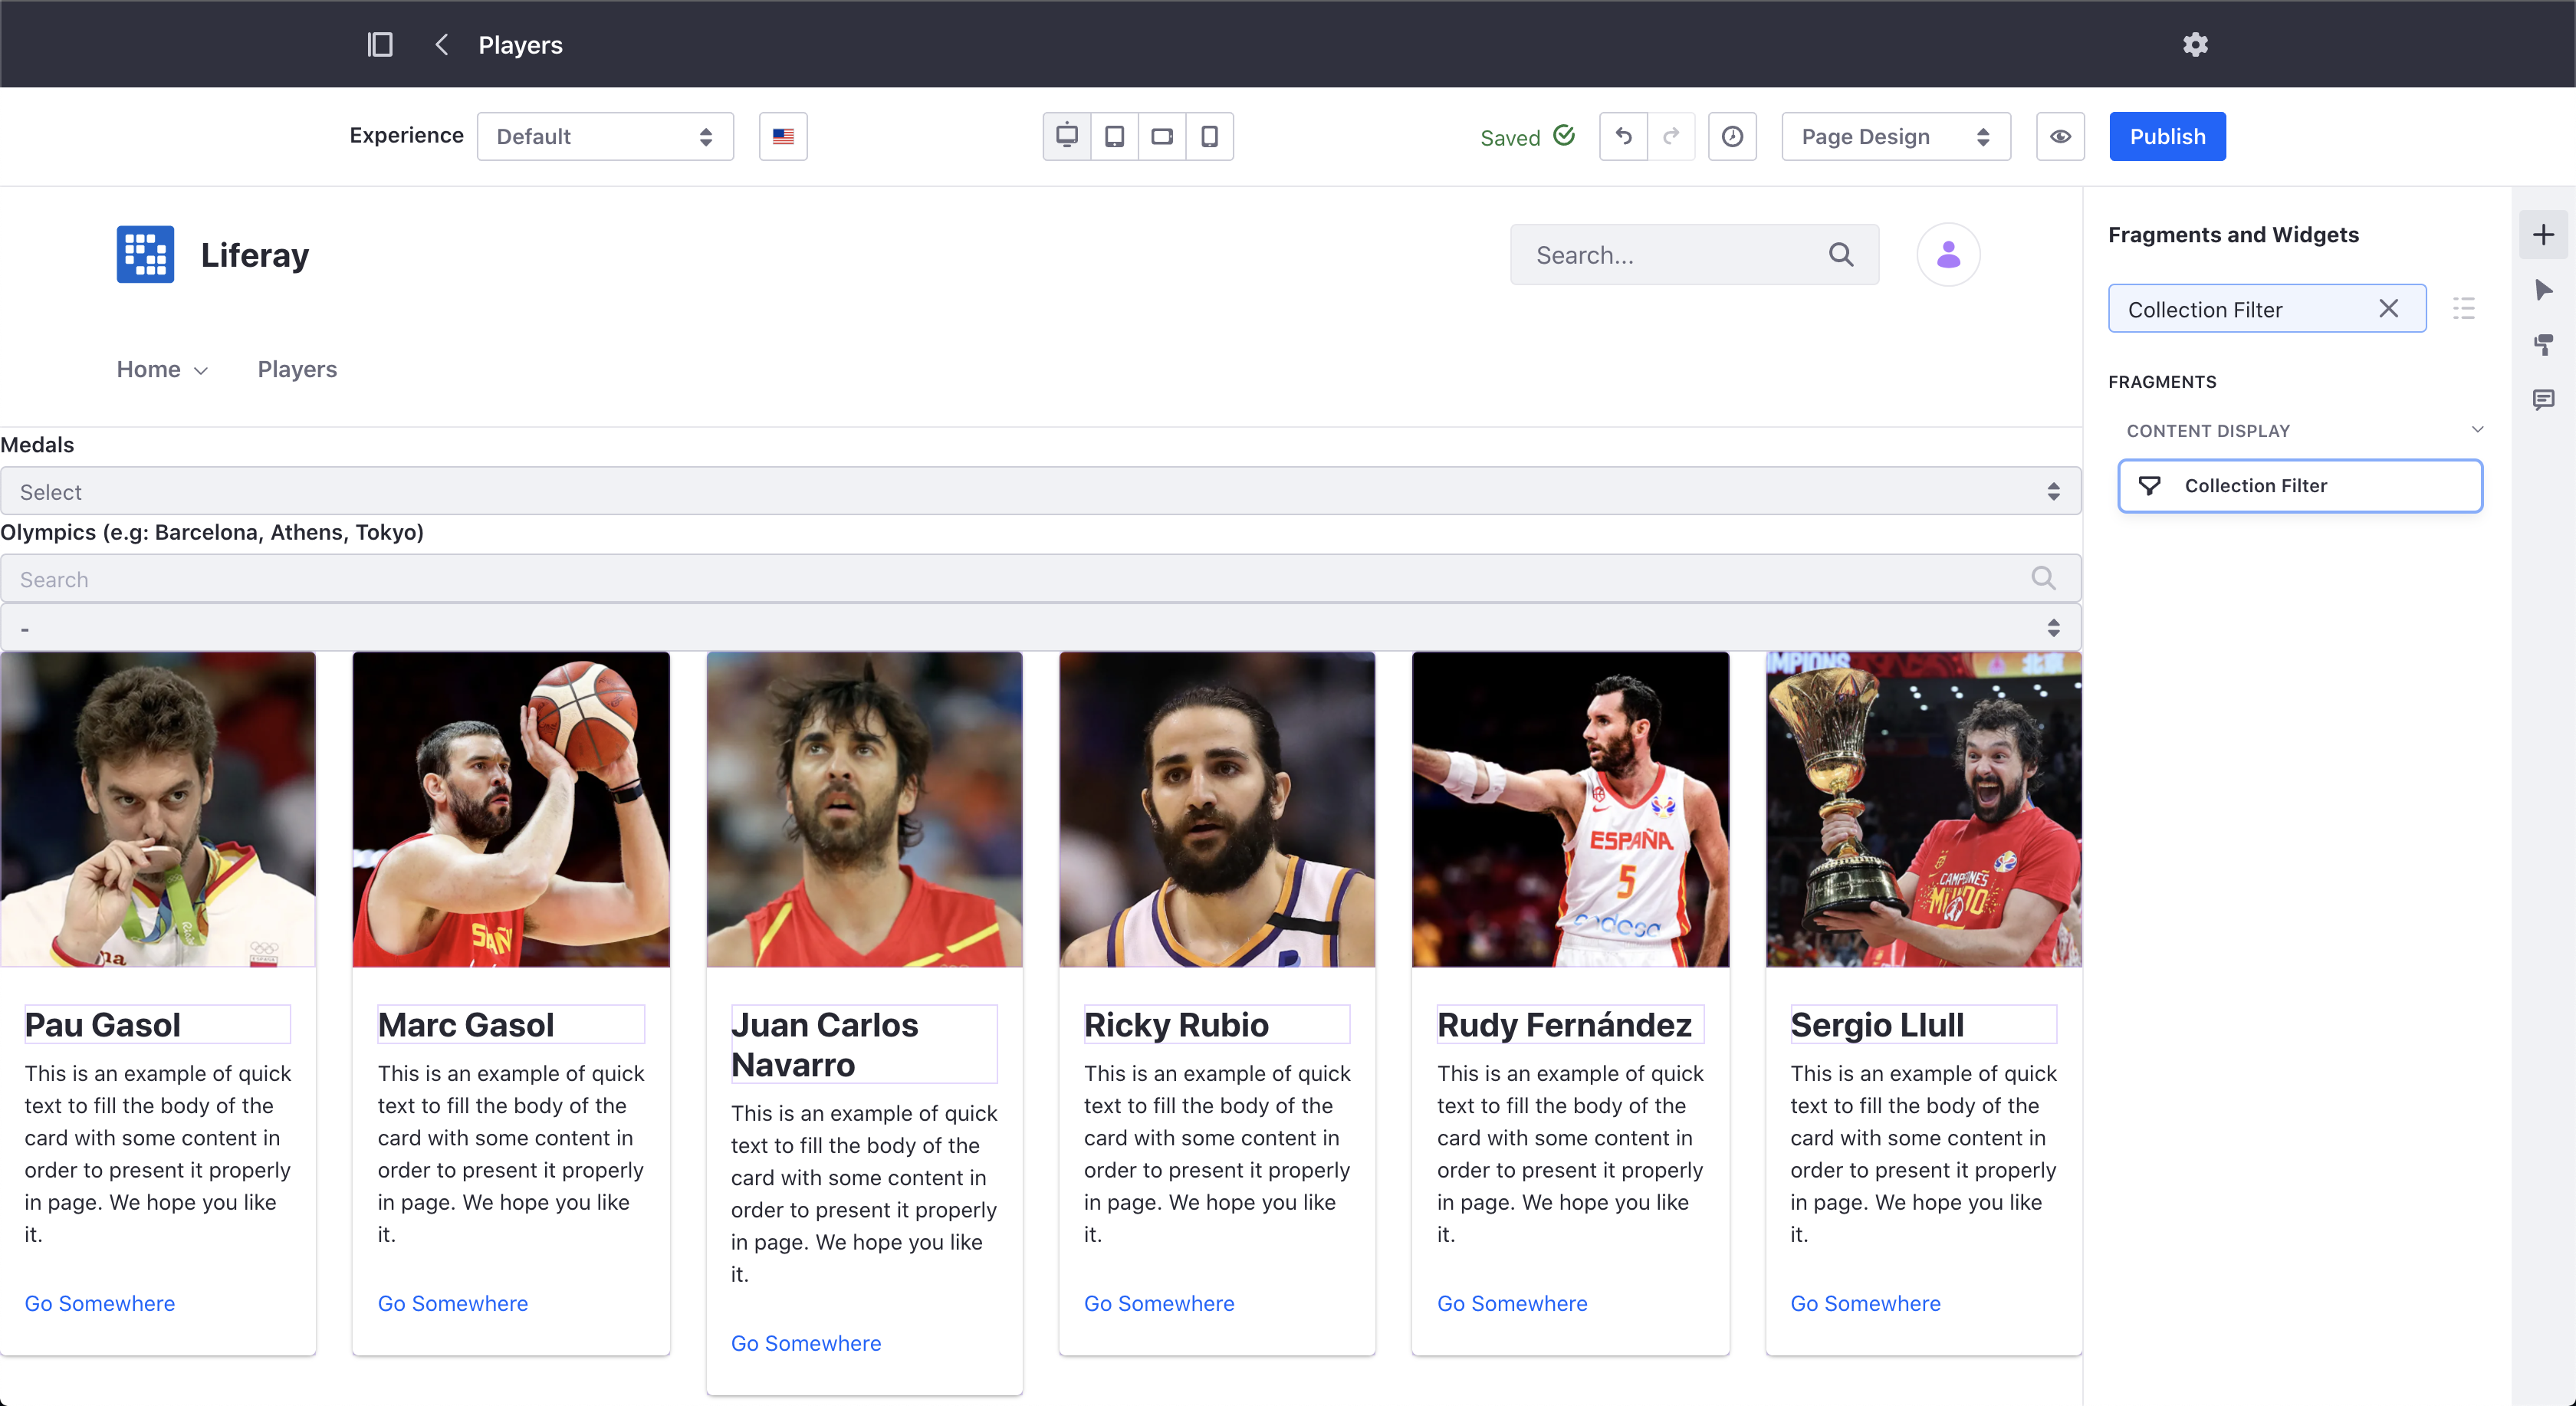 Players
Experience
Default
Saved
Page Design
Publish
Liferay
Search...
Home
Players
Fragments and Widgets
Collection Filter
FRAGMENTS
CONTENT DISPLAY
Collection Filter
Medals
Select
Olympics (e.g: Barcelona, Athens, Tokyo)
Search
-
ESPAÑA
5
Pau Gasol
This is an example of quick
text to fill the body of the
card with some content in
order to present it properly
in page. We hope you like
it.
Go Somewhere
Marc Gasol
This is an example of quick
text to fill the body of the
card with some content in
order to present it properly
in page. We hope you like
it.
Go Somewhere
Juan Carlos
Navarro
This is an example of quick
text to fill the body of the
card with some content in
order to present it properly
in page. We hope you like
it.
Go Somewhere
Ricky Rubio
This is an example of quick
text to fill the body of the
card with some content in
order to present it properly
in page. We hope you like
it.
Go Somewhere
Rudy Fernández
This is an example of quick
text to fill the body of the
card with some content in
order to present it properly
in page. We hope you like
it.
Go Somewhere
Sergio Llull
This is an example of quick
text to fill the body of the
card with some content in
order to present it properly
in page. We hope you like
it.
Go Somewhere